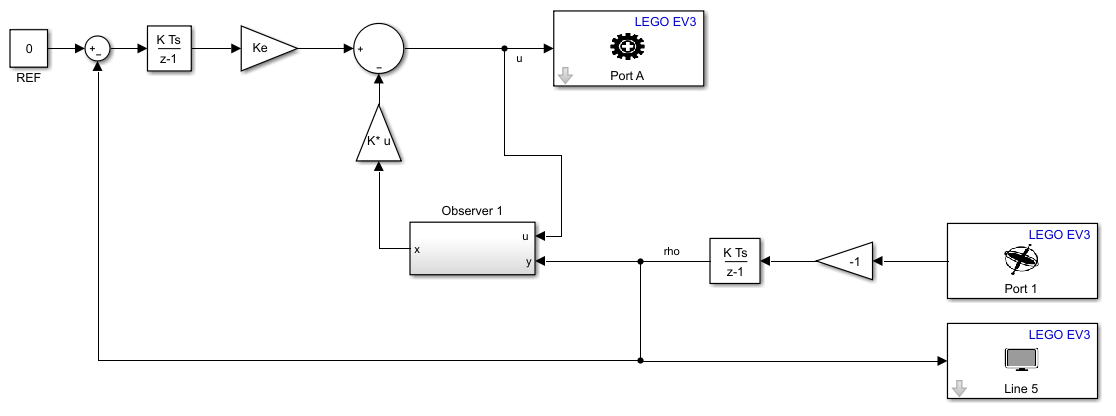 LEGO EV3
0
REF
+
−
K Ts
z-1
Ke
+
−
u
Port A
K* u
Observer 1
x
u
y
rho
K Ts
z-1
-1
LEGO EV3
Port 1
LEGO EV3
Line 5